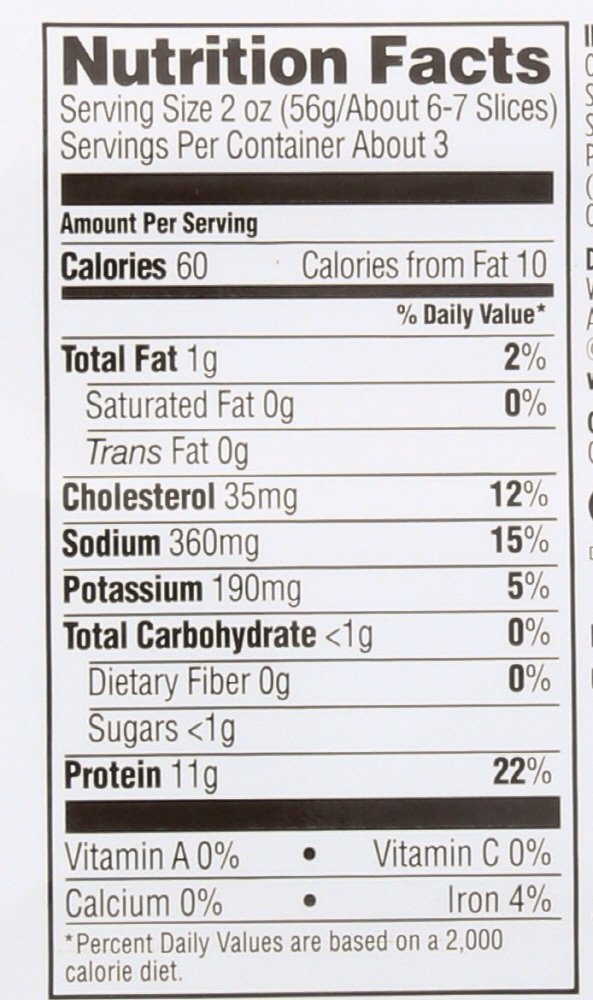 Nutrition Facts
Serving Size 2 oz (56g/About 6-7 Slices)
Servings Per Container About 3
Amount Per Serving
Calories 60 Calories from Fat 10
% Daily Value*
Total Fat 1g 2%
Saturated Fat 0g 0%
Trans Fat 0g
Cholesterol 35mg 12%
Sodium 360mg 15%
Potassium 190mg 5%
Total Carbohydrate <1g 0%
Dietary Fiber 0g 0%
Sugars <1g
Protein 11g 22%
Vitamin A 0% • Vitamin C 0%
Calcium 0% • Iron 4%
*Percent Daily Values are based on a 2,000
calorie diet.